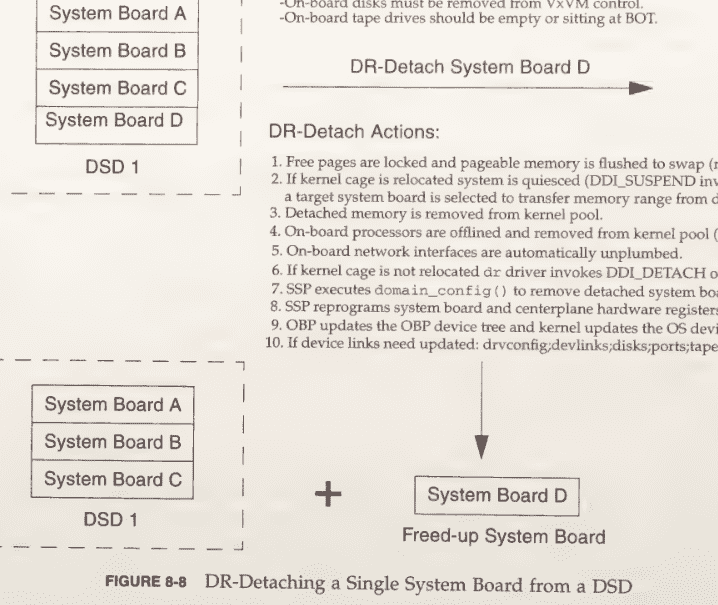 -On-board disks must be removed from VxVM control.
-On-board tape drives should be empty or sitting at BOT.
System Board A
System Board B
System Board C
System Board D
DSD 1
DR-Detach System Board D
DR-Detach Actions:
1. Free pages are locked and pageable memory is flushed to swap (
2. If kernel cage is relocated system is quiesced (DDI_SUSPEND
a target system board is selected to transfer memory range from
3. Detached memory is removed from kernel pool.
4. On-board processors are offlined and removed from kernel pool (
5. On-board network interfaces are automatically unplumbed.
6. If kernel cage is not relocated dr driver invokes DDI_DETACH
7. SSP executes domain_config() to remove detached system
8. SSP reprograms system board and centerplane hardware registers
9. OBP updates the OBP device tree and kernel updates the OS
10. If device links need updated: drvconfig;devlinks;disks;ports;tape
System Board A
System Board B
System Board C
DSD 1
+
System Board D
Freed-up System Board
FIGURE 8-8 DR-Detaching a Single System Board from a DSD